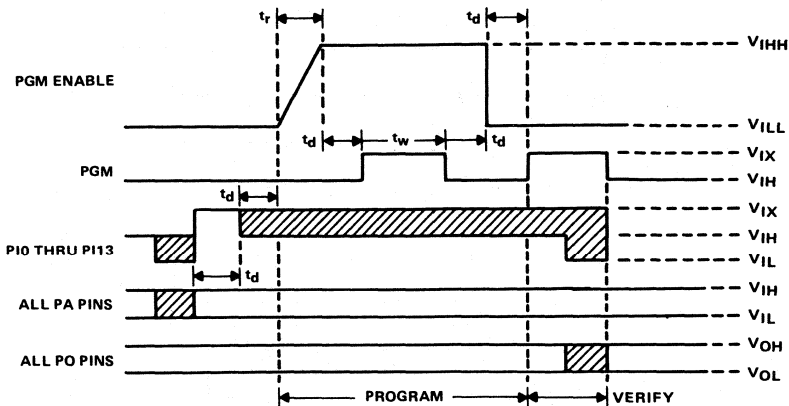 tr
td
VIHH
PGM ENABLE
td
tw
td
VILL
VIX
PGM
VIH
td
VIX
VIH
PI0 THRU PI13
VIL
td
VIH
ALL PA PINS
VIL
VOH
ALL PO PINS
VOL
PROGRAM
VERIFY